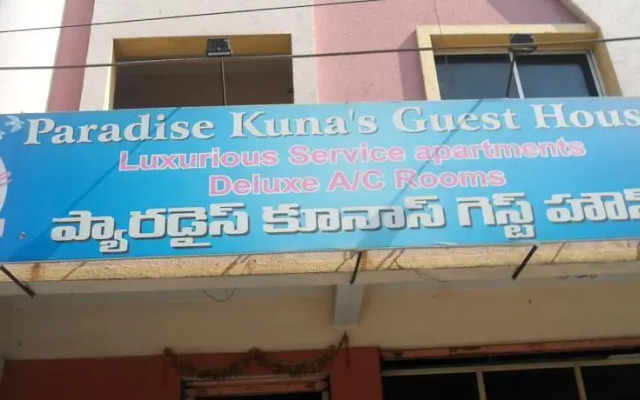 Paradise Kuna's Guest Hous
Luxurious Service apartments
Deluxe A/C Rooms
ప్యారడైస్ కూనాస్ గెస్ట్ హౌస్